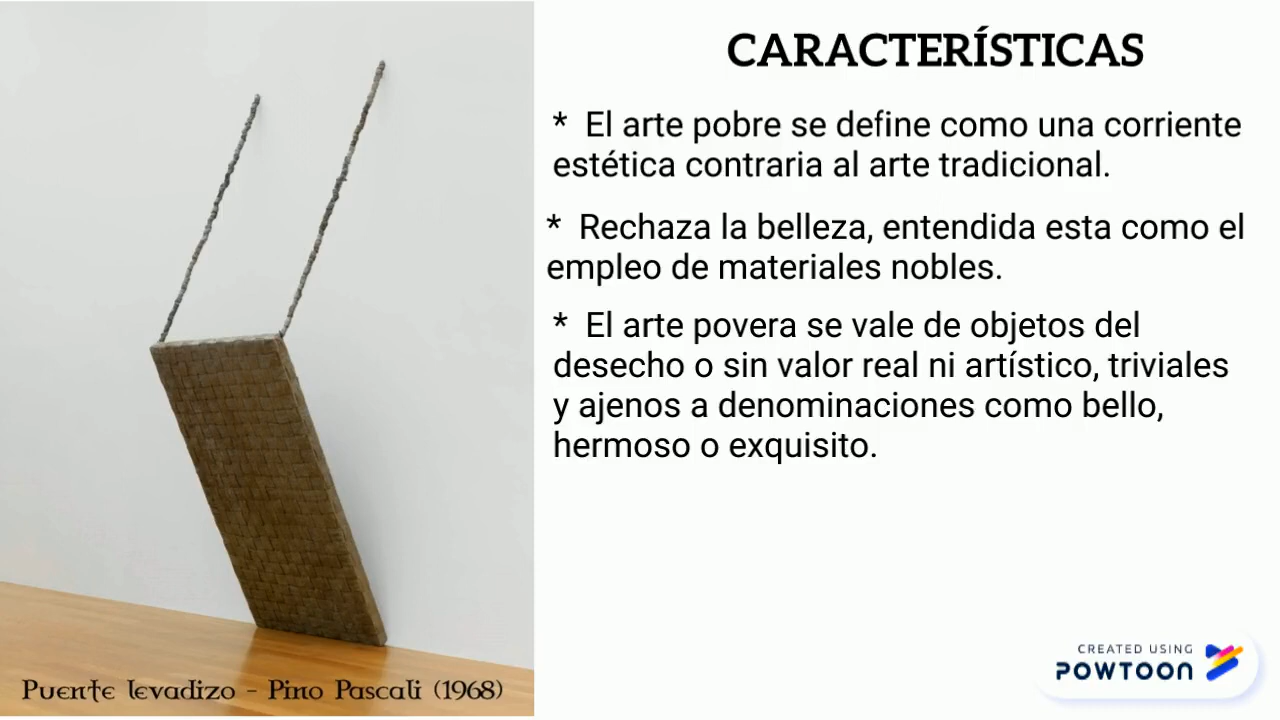 CARACTERÍSTICAS
* El arte pobre se define como una corriente
estética contraria al arte tradicional.
* Rechaza la belleza, entendida esta como el
empleo de materiales nobles.
* El arte povera se vale de objetos del
desecho o sin valor real ni artístico, triviales
y ajenos a denominaciones como bello,
hermoso o exquisito.
Puente levadizo - Pino Pascali (1968)
CREATED USING
POWTOON